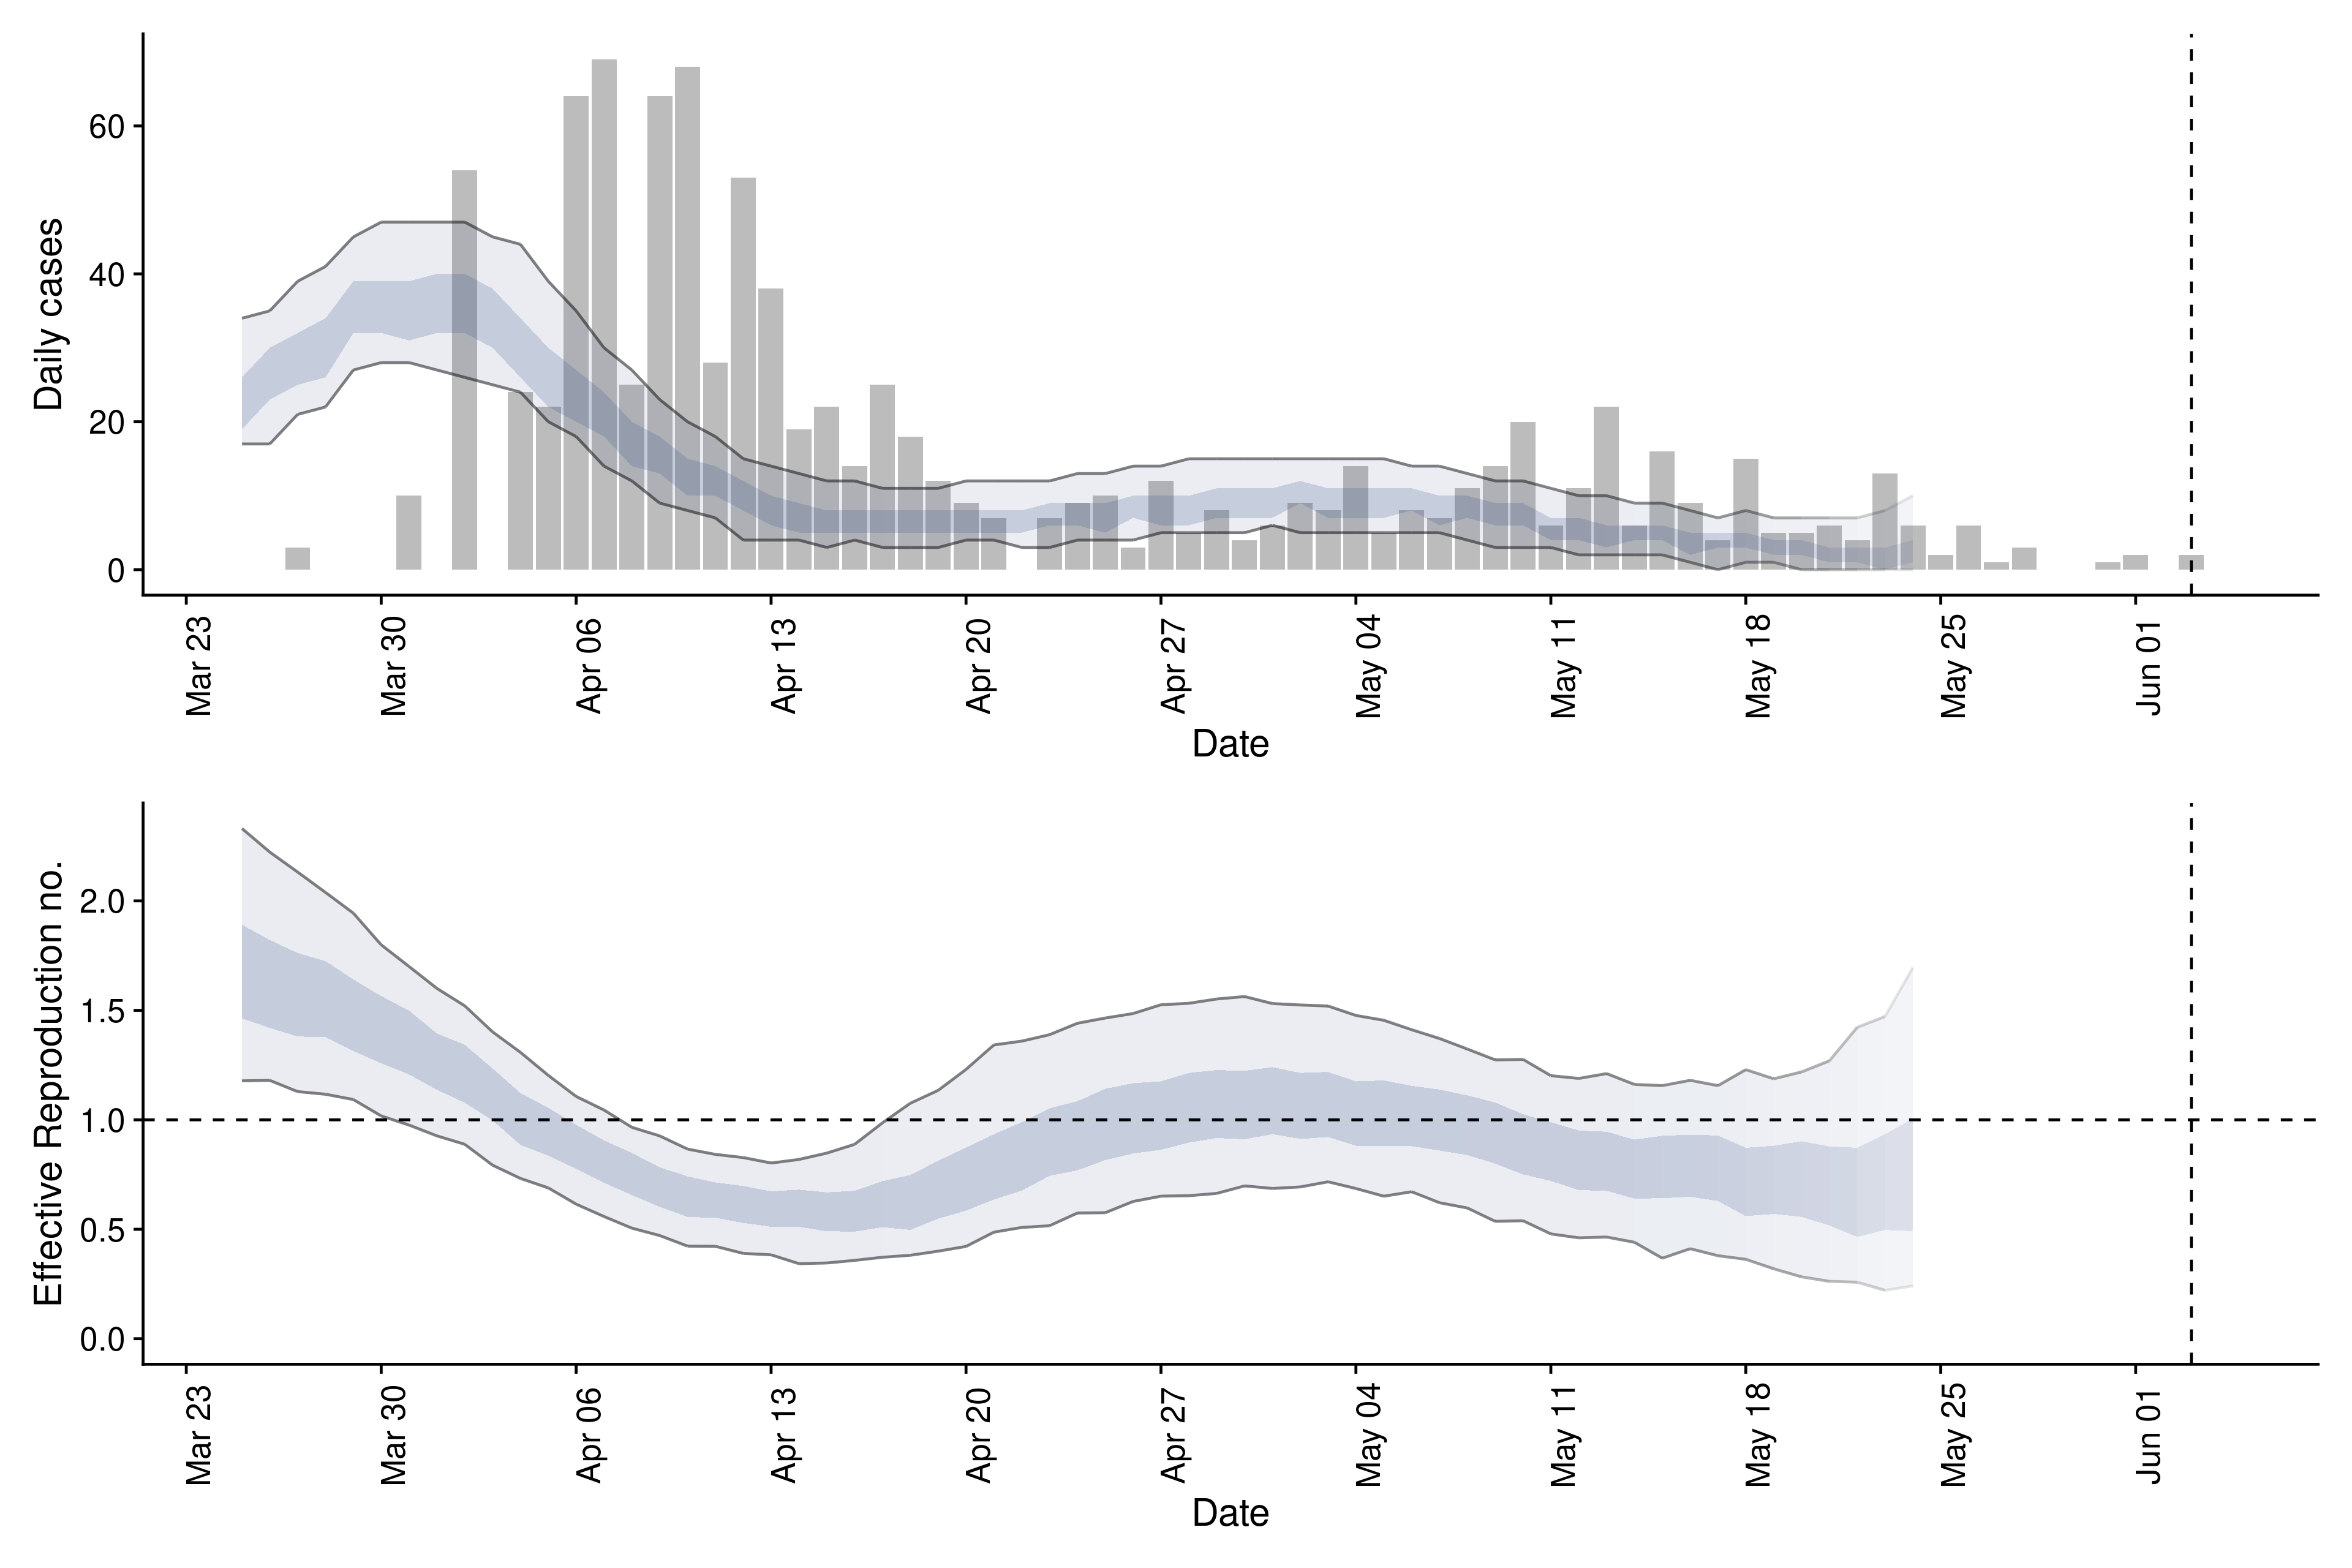 Daily cases
60
40
20
0
Mar 23
Mar 30
Apr 06
Apr 13
Apr 20
Apr 27
May 04
May 11
May 18
May 25
Jun 01
Date
Effective Reproduction no.
2.0
1.5
1.0
0.5
0.0
Mar 23
Mar 30
Apr 06
Apr 13
Apr 20
Apr 27
May 04
May 11
May 18
May 25
Jun 01
Date